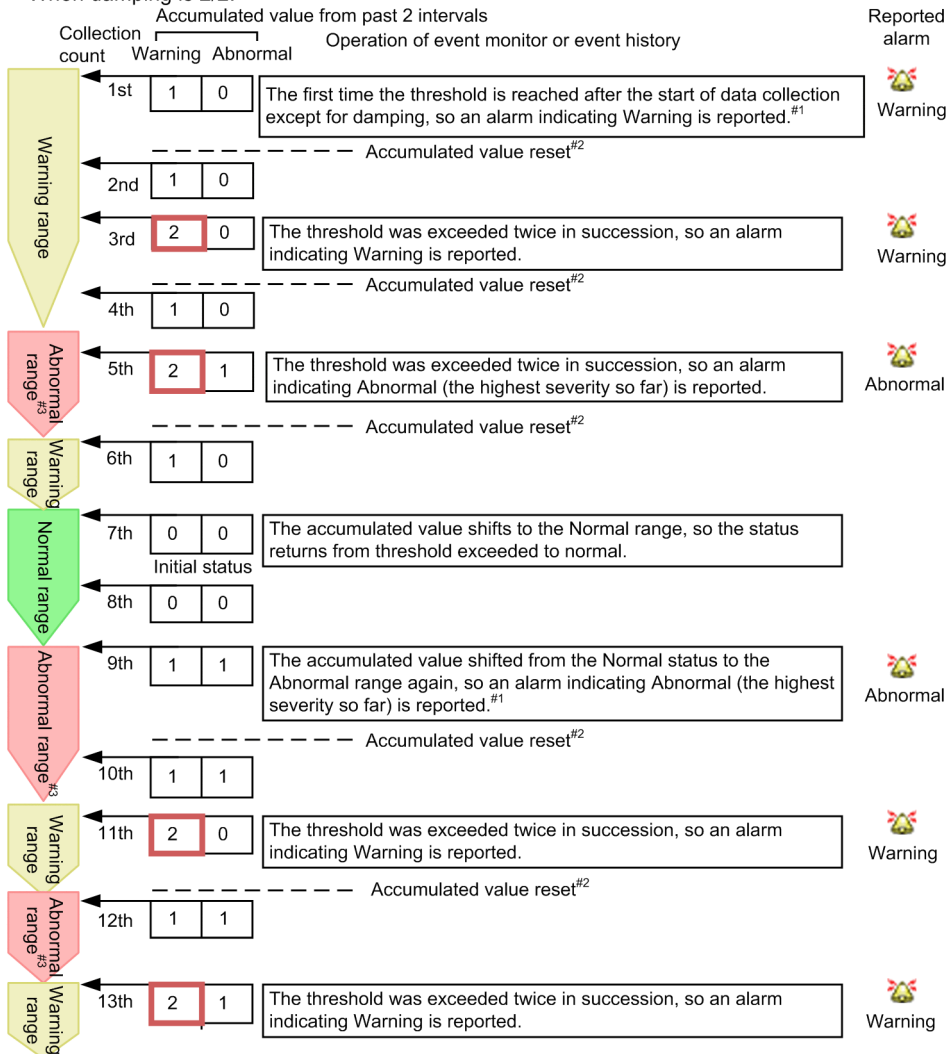 Accumulated value from past 2 intervals
Reported alarm
Collection count
Warning Abnormal
Operation of event monitor or event history
Warning range
1st 1 0
The first time the threshold is reached after the start of data collection
except for damping, so an alarm indicating Warning is reported.#1
Warning
Accumulated value reset#2
2nd 1 0
3rd 2 0
The threshold was exceeded twice in succession, so an alarm
indicating Warning is reported.
Warning
Accumulated value reset#2
4th 1 0
Abnormal range#3
5th 2 1
The threshold was exceeded twice in succession, so an alarm
indicating Abnormal (the highest severity so far) is reported.
Abnormal
Accumulated value reset#2
Warning range
6th 1 0
Normal range
7th 0 0
The accumulated value shifts to the Normal range, so the status
returns from threshold exceeded to normal.
Initial status
8th 0 0
Abnormal range#3
9th 1 1
The accumulated value shifted from the Normal status to the
Abnormal range again, so an alarm indicating Abnormal (the highest
severity so far) is reported.#1
Abnormal
Accumulated value reset#2
10th 1 1
Warning range
11th 2 0
The threshold was exceeded twice in succession, so an alarm
indicating Warning is reported.
Warning
Accumulated value reset#2
Abnormal range#3
12th 1 1
Warning range
13th 2 1
The threshold was exceeded twice in succession, so an alarm
indicating Warning is reported.
Warning